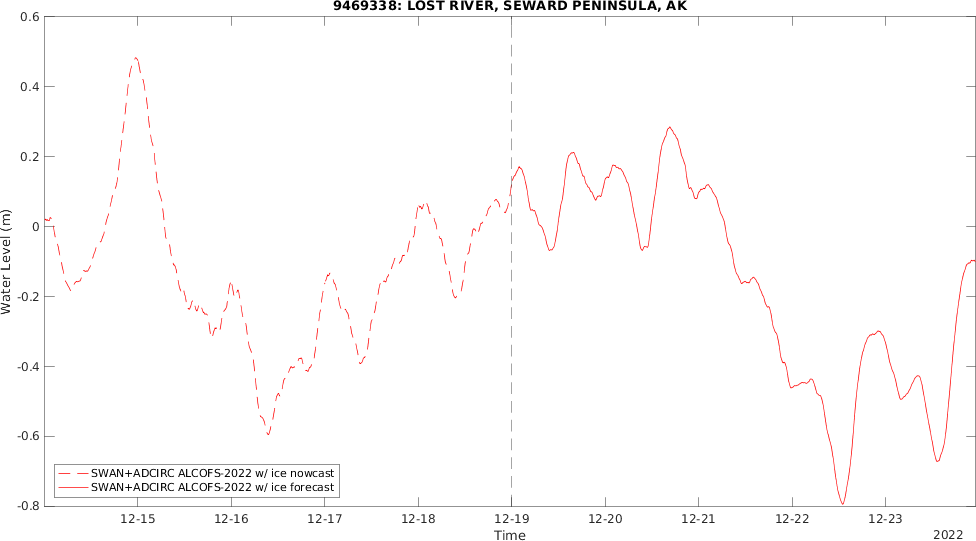 9469338: LOST RIVER, SEWARD PENINSULA, AK
0.6
0.4
0.2
0
-0.2
-0.4
-0.6
-0.8
Water Level (m)
SWAN+ADCIRC ALCOFS-2022 w/ ice nowcast
SWAN+ADCIRC ALCOFS-2022 w/ ice forecast
12-15 12-16 12-17 12-18 12-19 12-20 12-21 12-22 12-23
Time
2022